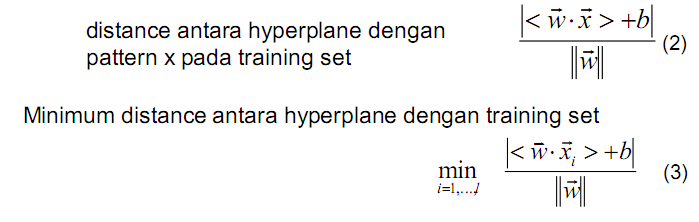 distance antara hyperplane dengan
pattern x pada training set
|< w⃗ · x⃗ > +b| / ‖w⃗‖ (2)
Minimum distance antara hyperplane dengan training set
min i=1,...,l |< w⃗ · x⃗ᵢ > +b| / ‖w⃗‖ (3)